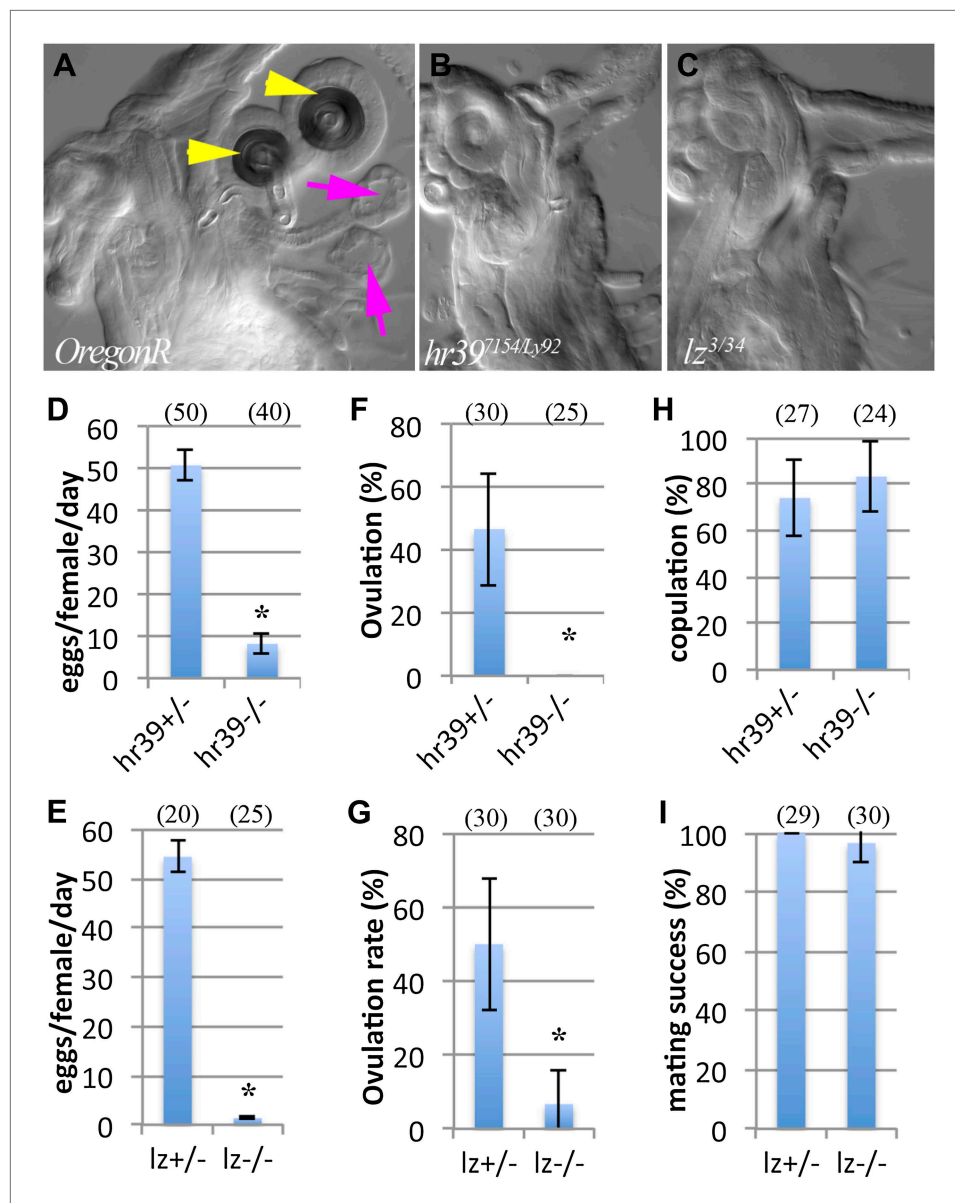 A
B
C
OregonR
hr39 7154/Ly92
lz 3/34
D
(50) (40)
60
50
40
30
20
10
0
eggs/female/day
*
hr39+/-
hr39-/-
F
(30) (25)
80
60
40
20
0
Ovulation (%)
*
hr39+/-
hr39-/-
H
(27) (24)
100
80
60
40
20
0
copulation (%)
hr39+/-
hr39-/-
E
(20) (25)
60
50
40
30
20
10
0
eggs/female/day
*
lz+/- lz-/-
G
(30) (30)
80
60
40
20
0
Ovulation rate (%)
*
lz+/- lz-/-
I
(29) (30)
100
80
60
40
20
0
mating success (%)
lz+/- lz-/-